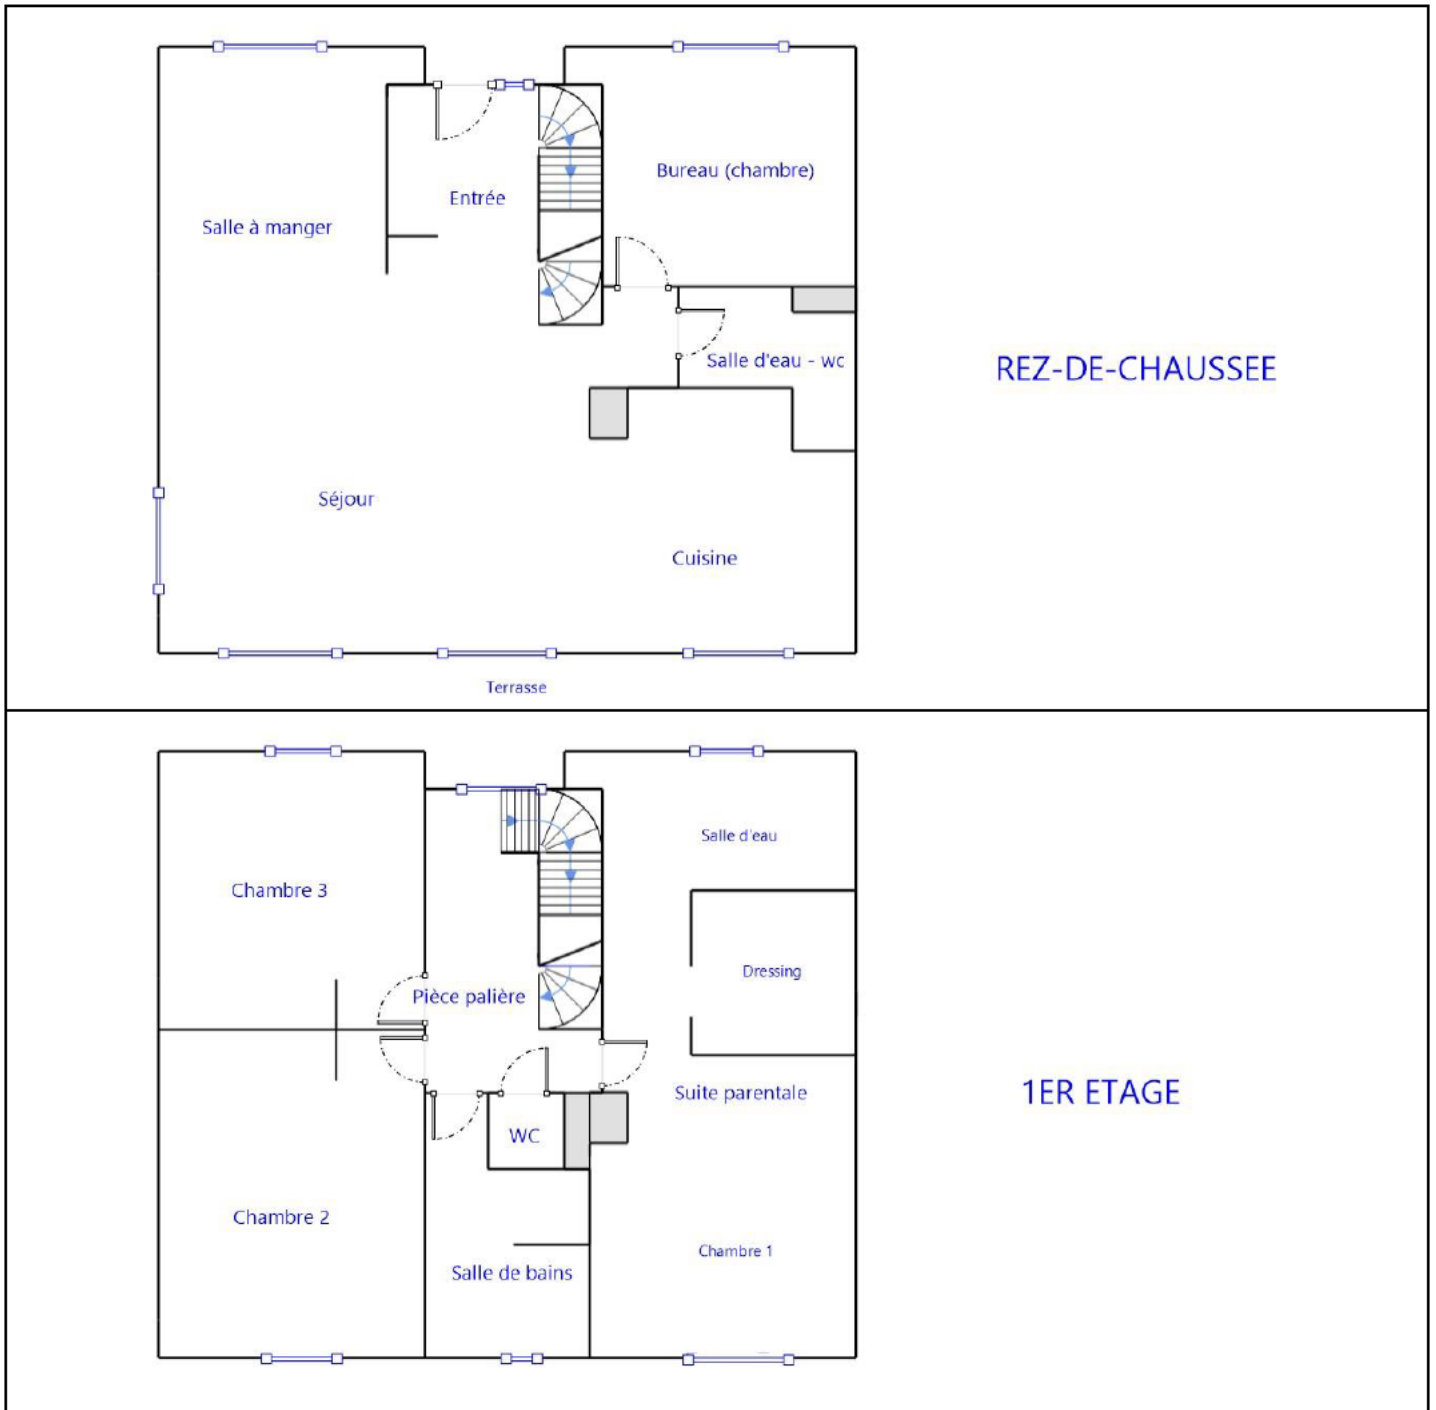 Bureau (chambre)
Entrée
Salle à manger
Salle d'eau - wc
REZ-DE-CHAUSSEE
Séjour
Cuisine
Terrasse
Salle d'eau
Chambre 3
Dressing
Pièce palière
Suite parentale
1ER ETAGE
WC
Chambre 2
Chambre 1
Salle de bains